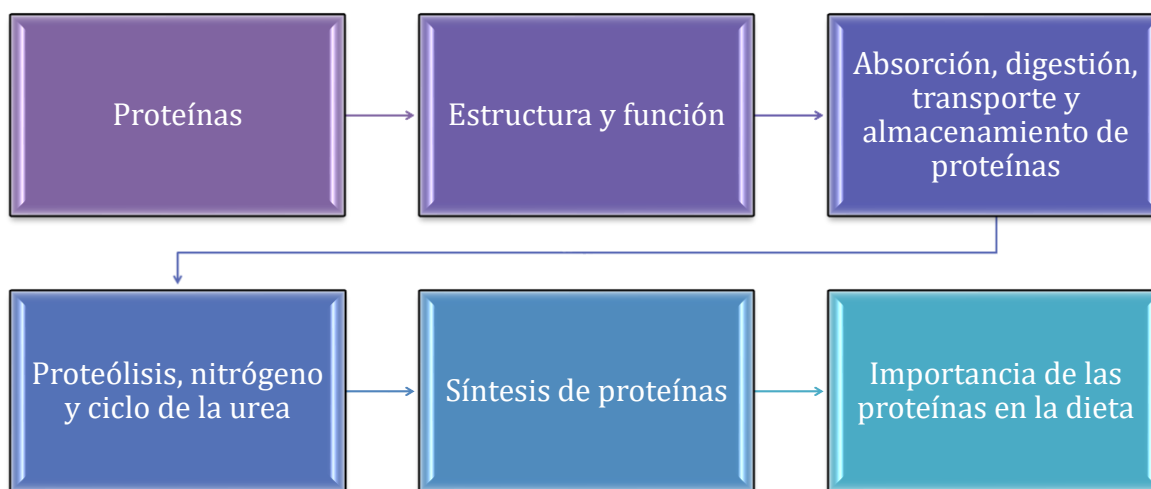 Proteínas
Estructura y función
Absorción, digestión,
transporte y
almacenamiento de
proteínas
Proteólisis, nitrógeno
y ciclo de la urea
Síntesis de proteínas
Importancia de las
proteínas en la dieta